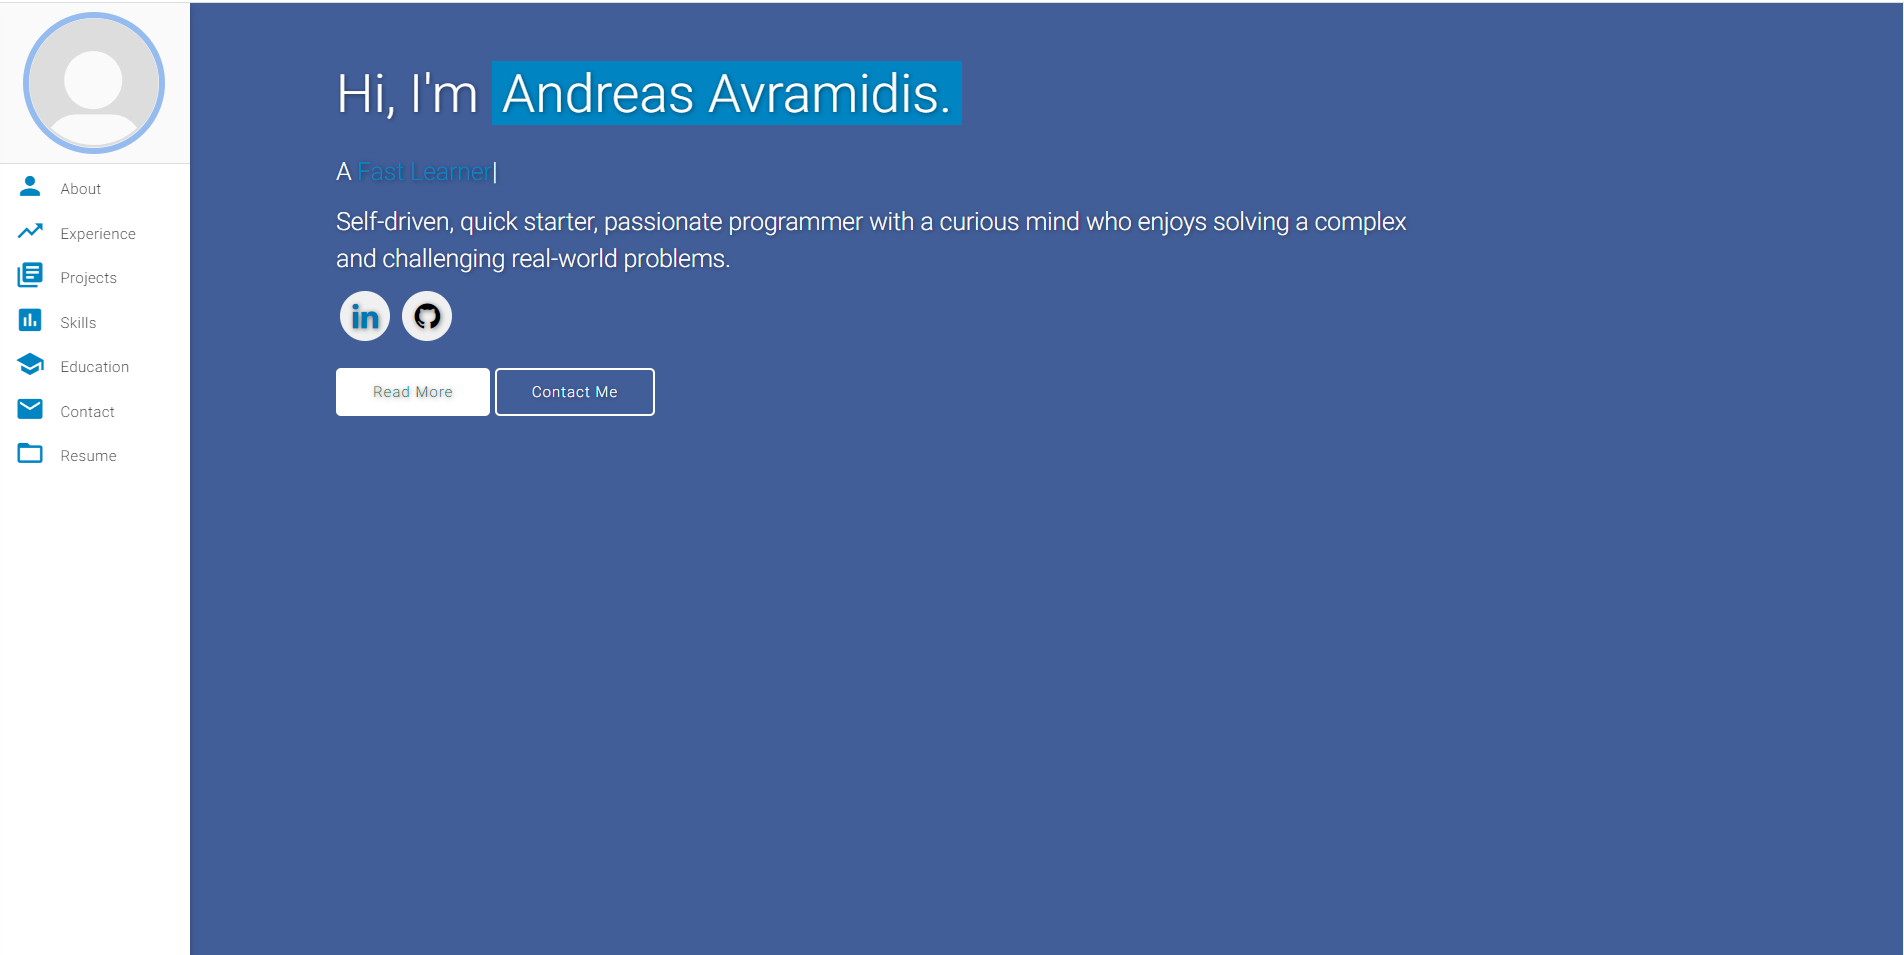 Hi, I'm Andreas Avramidis.
A Fast Learner|
Self-driven, quick starter, passionate programmer with a curious mind who enjoys solving a complex
and challenging real-world problems.
in
Read More
Contact Me
About
Experience
Projects
Skills
Education
Contact
Resume